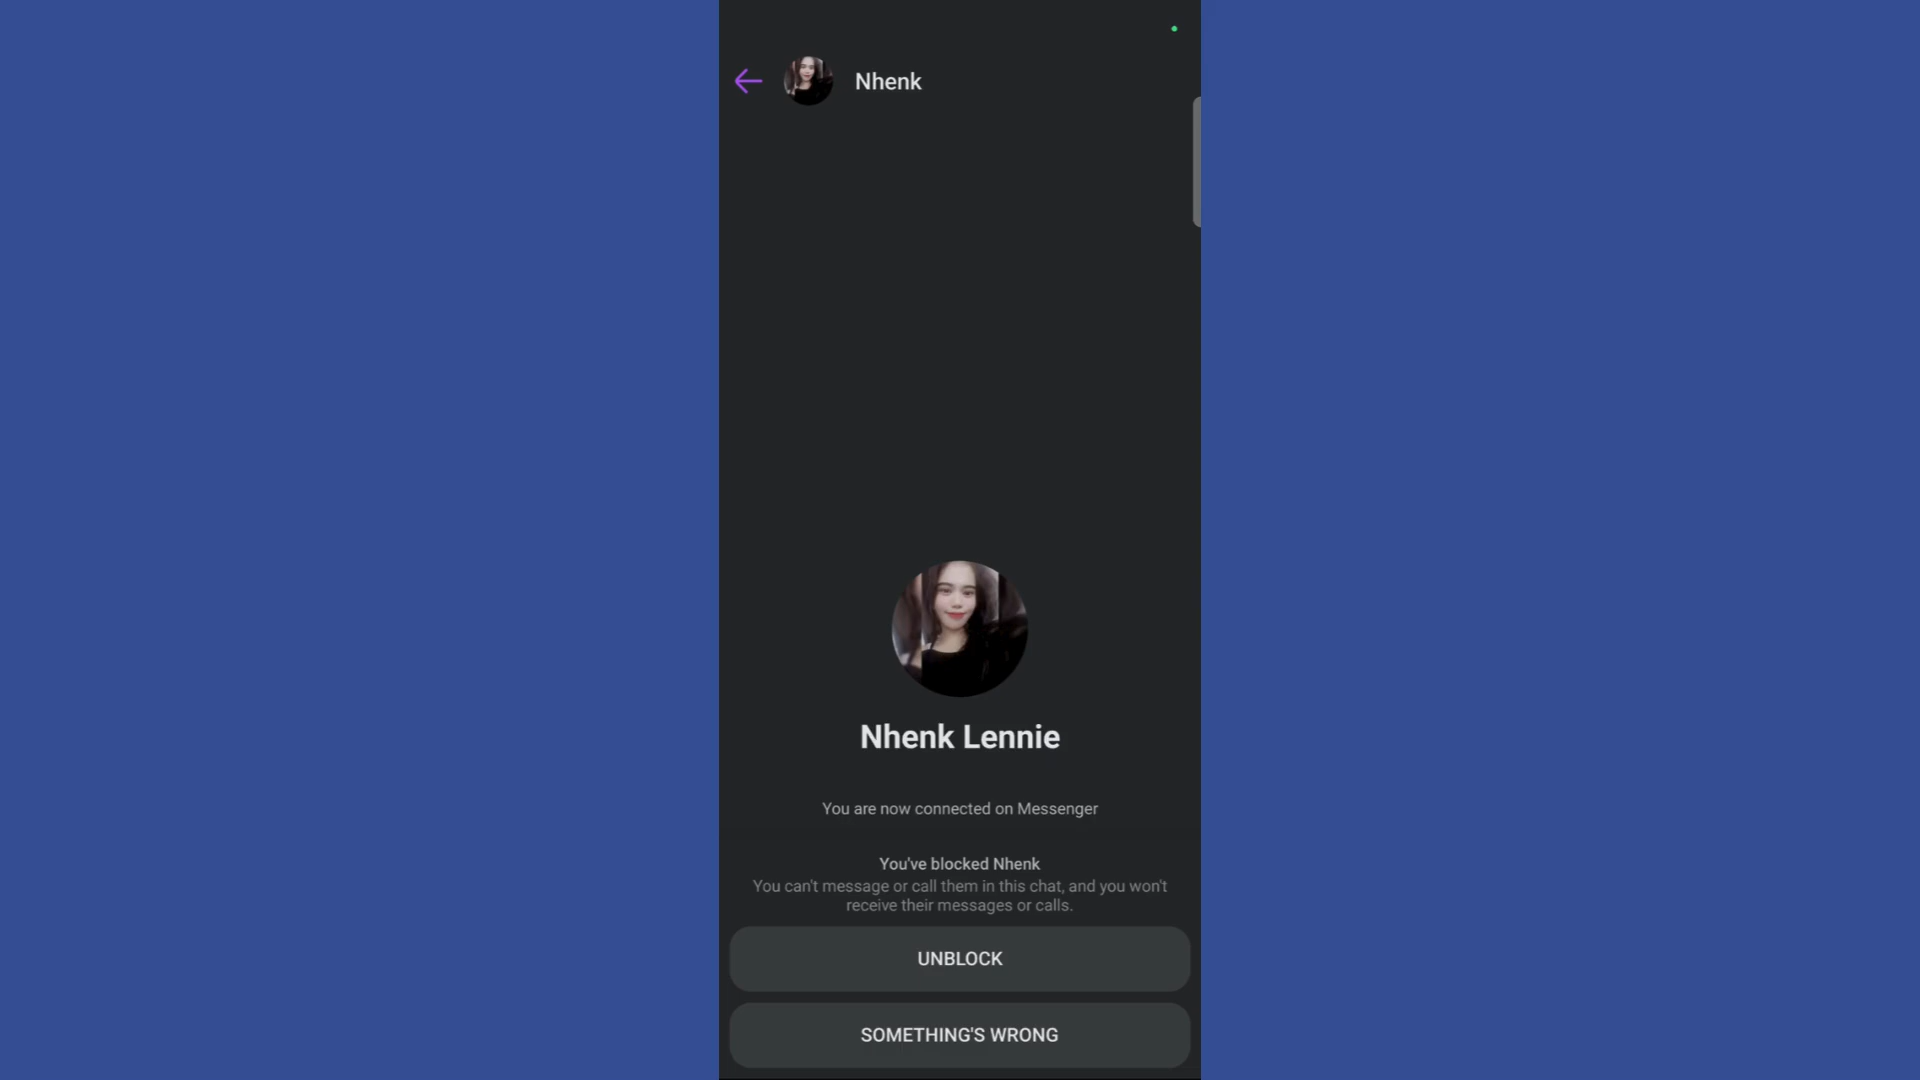 Nhenk
Nhenk Lennie
You are now connected on Messenger
You've blocked Nhenk
You can't message or call them in this chat, and you won't
receive their messages or calls.
UNBLOCK
SOMETHING'S WRONG